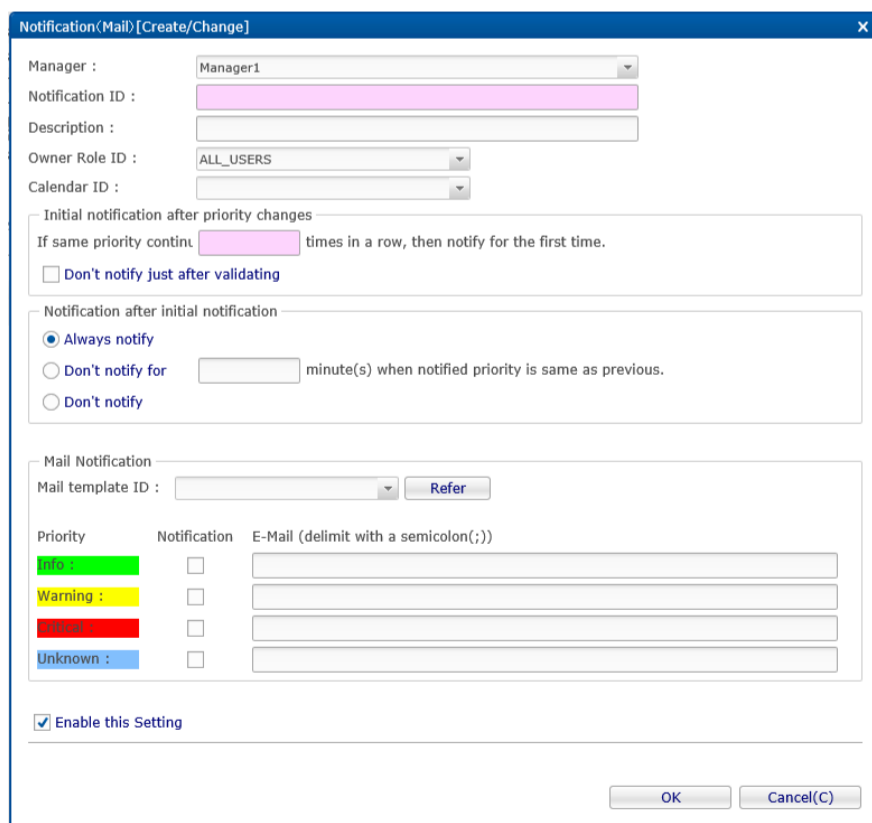 Notification(Mail)[Create/Change]
Manager : Manager1
Notification ID :
Description :
Owner Role ID : ALL_USERS
Calendar ID :
Initial notification after priority changes
If same priority continu times in a row, then notify for the first time.
Don't notify just after validating
Notification after initial notification
Always notify
Don't notify for minute(s) when notified priority is same as previous.
Don't notify
Mail Notification
Mail template ID : Refer
Priority Notification E-Mail (delimit with a semicolon(;))
Info :
Warning :
Critical :
Unknown :
Enable this Setting
OK Cancel(C)